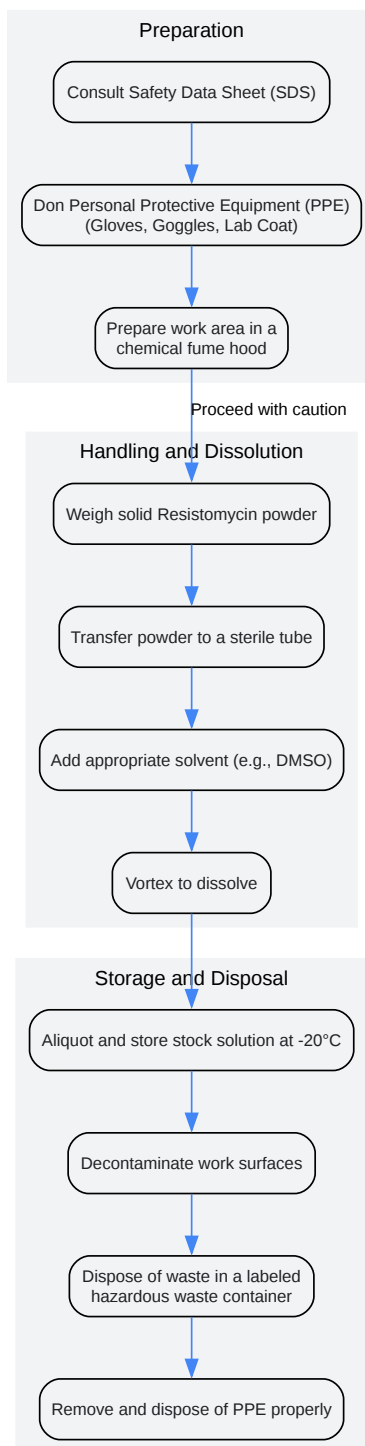 Preparation
Consult Safety Data Sheet (SDS)
Don Personal Protective Equipment (PPE)
(Gloves, Goggles, Lab Coat)
Prepare work area in a
chemical fume hood
Proceed with caution
Handling and Dissolution
Weigh solid Resistomycin powder
Transfer powder to a sterile tube
Add appropriate solvent (e.g., DMSO)
Vortex to dissolve
Storage and Disposal
Aliquot and store stock solution at -20°C
Decontaminate work surfaces
Dispose of waste in a labeled
hazardous waste container
Remove and dispose of PPE properly